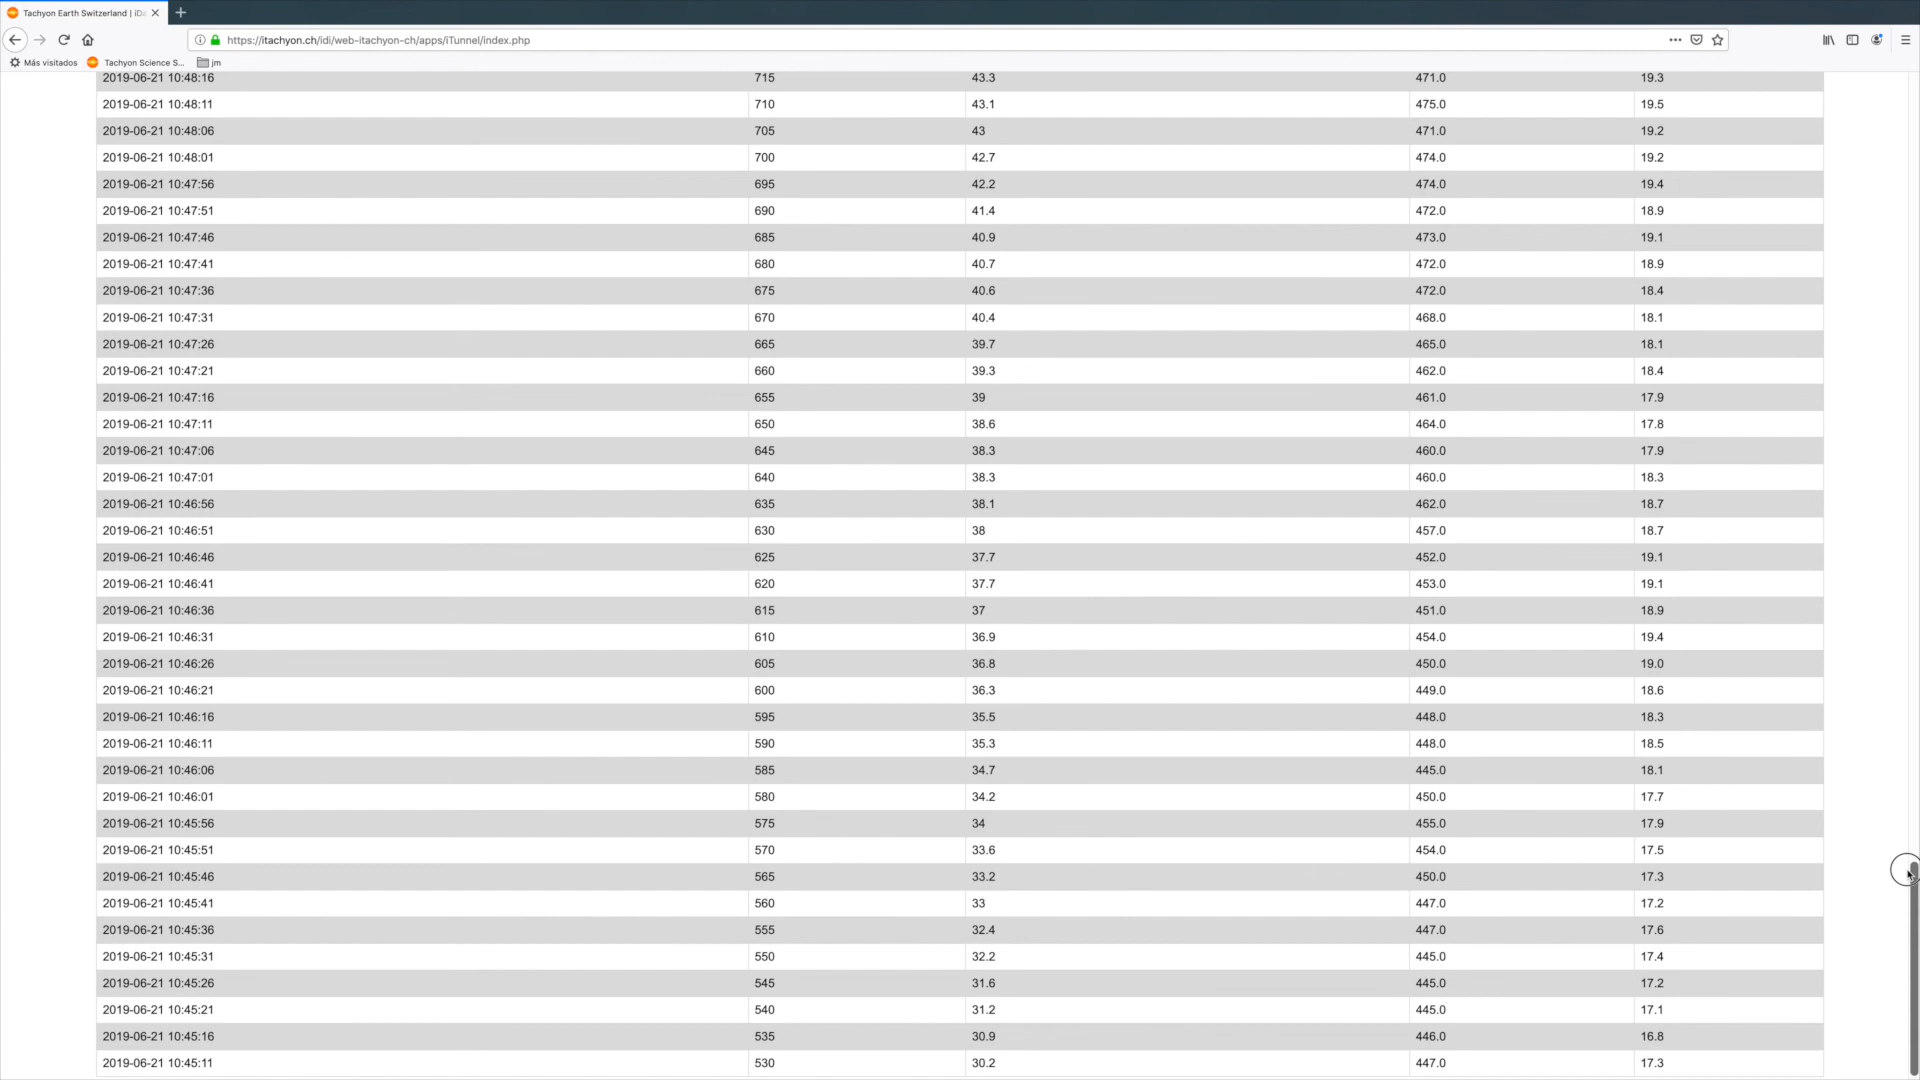 Tachyon Earth Switzerland | iDa
https://itachyon.ch/idi/web-itachyon-ch/apps/iTunnel/index.php
Más visitados Tachyon Science S... jm
2019-06-21 10:48:16 715 43.3 471.0 19.3
2019-06-21 10:48:11 710 43.1 475.0 19.5
2019-06-21 10:48:06 705 43 471.0 19.2
2019-06-21 10:48:01 700 42.7 474.0 19.2
2019-06-21 10:47:56 695 42.2 474.0 19.4
2019-06-21 10:47:51 690 41.4 472.0 18.9
2019-06-21 10:47:46 685 40.9 473.0 19.1
2019-06-21 10:47:41 680 40.7 472.0 18.9
2019-06-21 10:47:36 675 40.6 472.0 18.4
2019-06-21 10:47:31 670 40.4 468.0 18.1
2019-06-21 10:47:26 665 39.7 465.0 18.1
2019-06-21 10:47:21 660 39.3 462.0 18.4
2019-06-21 10:47:16 655 39 461.0 17.9
2019-06-21 10:47:11 650 38.6 464.0 17.8
2019-06-21 10:47:06 645 38.3 460.0 17.9
2019-06-21 10:47:01 640 38.3 460.0 18.3
2019-06-21 10:46:56 635 38.1 462.0 18.7
2019-06-21 10:46:51 630 38 457.0 18.7
2019-06-21 10:46:46 625 37.7 452.0 19.1
2019-06-21 10:46:41 620 37.7 453.0 19.1
2019-06-21 10:46:36 615 37 451.0 18.9
2019-06-21 10:46:31 610 36.9 454.0 19.4
2019-06-21 10:46:26 605 36.8 450.0 19.0
2019-06-21 10:46:21 600 36.3 449.0 18.6
2019-06-21 10:46:16 595 35.5 448.0 18.3
2019-06-21 10:46:11 590 35.3 448.0 18.5
2019-06-21 10:46:06 585 34.7 445.0 18.1
2019-06-21 10:46:01 580 34.2 450.0 17.7
2019-06-21 10:45:56 575 34 455.0 17.9
2019-06-21 10:45:51 570 33.6 454.0 17.5
2019-06-21 10:45:46 565 33.2 450.0 17.3
2019-06-21 10:45:41 560 33 447.0 17.2
2019-06-21 10:45:36 555 32.4 447.0 17.6
2019-06-21 10:45:31 550 32.2 445.0 17.4
2019-06-21 10:45:26 545 31.6 445.0 17.2
2019-06-21 10:45:21 540 31.2 445.0 17.1
2019-06-21 10:45:16 535 30.9 446.0 16.8
2019-06-21 10:45:11 530 30.2 447.0 17.3